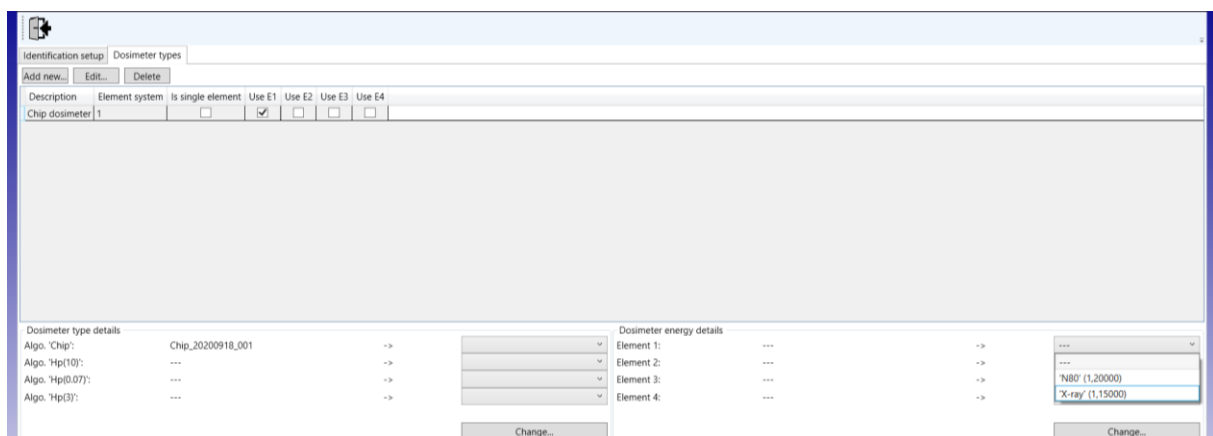 Identification setup Dosimeter types
Add new... Edit... Delete
Description Element system Is single element Use E1 Use E2 Use E3 Use E4
Chip dosimeter 1
Dosimeter type details
Algo. 'Chip': Chip_20200918_001 ->
Algo. 'Hp(10)': --- ->
Algo. 'Hp(0.07)': --- ->
Algo. 'Hp(3)': --- ->
Change...
Dosimeter energy details
Element 1: --- -> ---
Element 2: --- -> ---
Element 3: --- -> 'N80' (1,20000)
Element 4: --- -> 'X-ray' (1,15000)
Change...